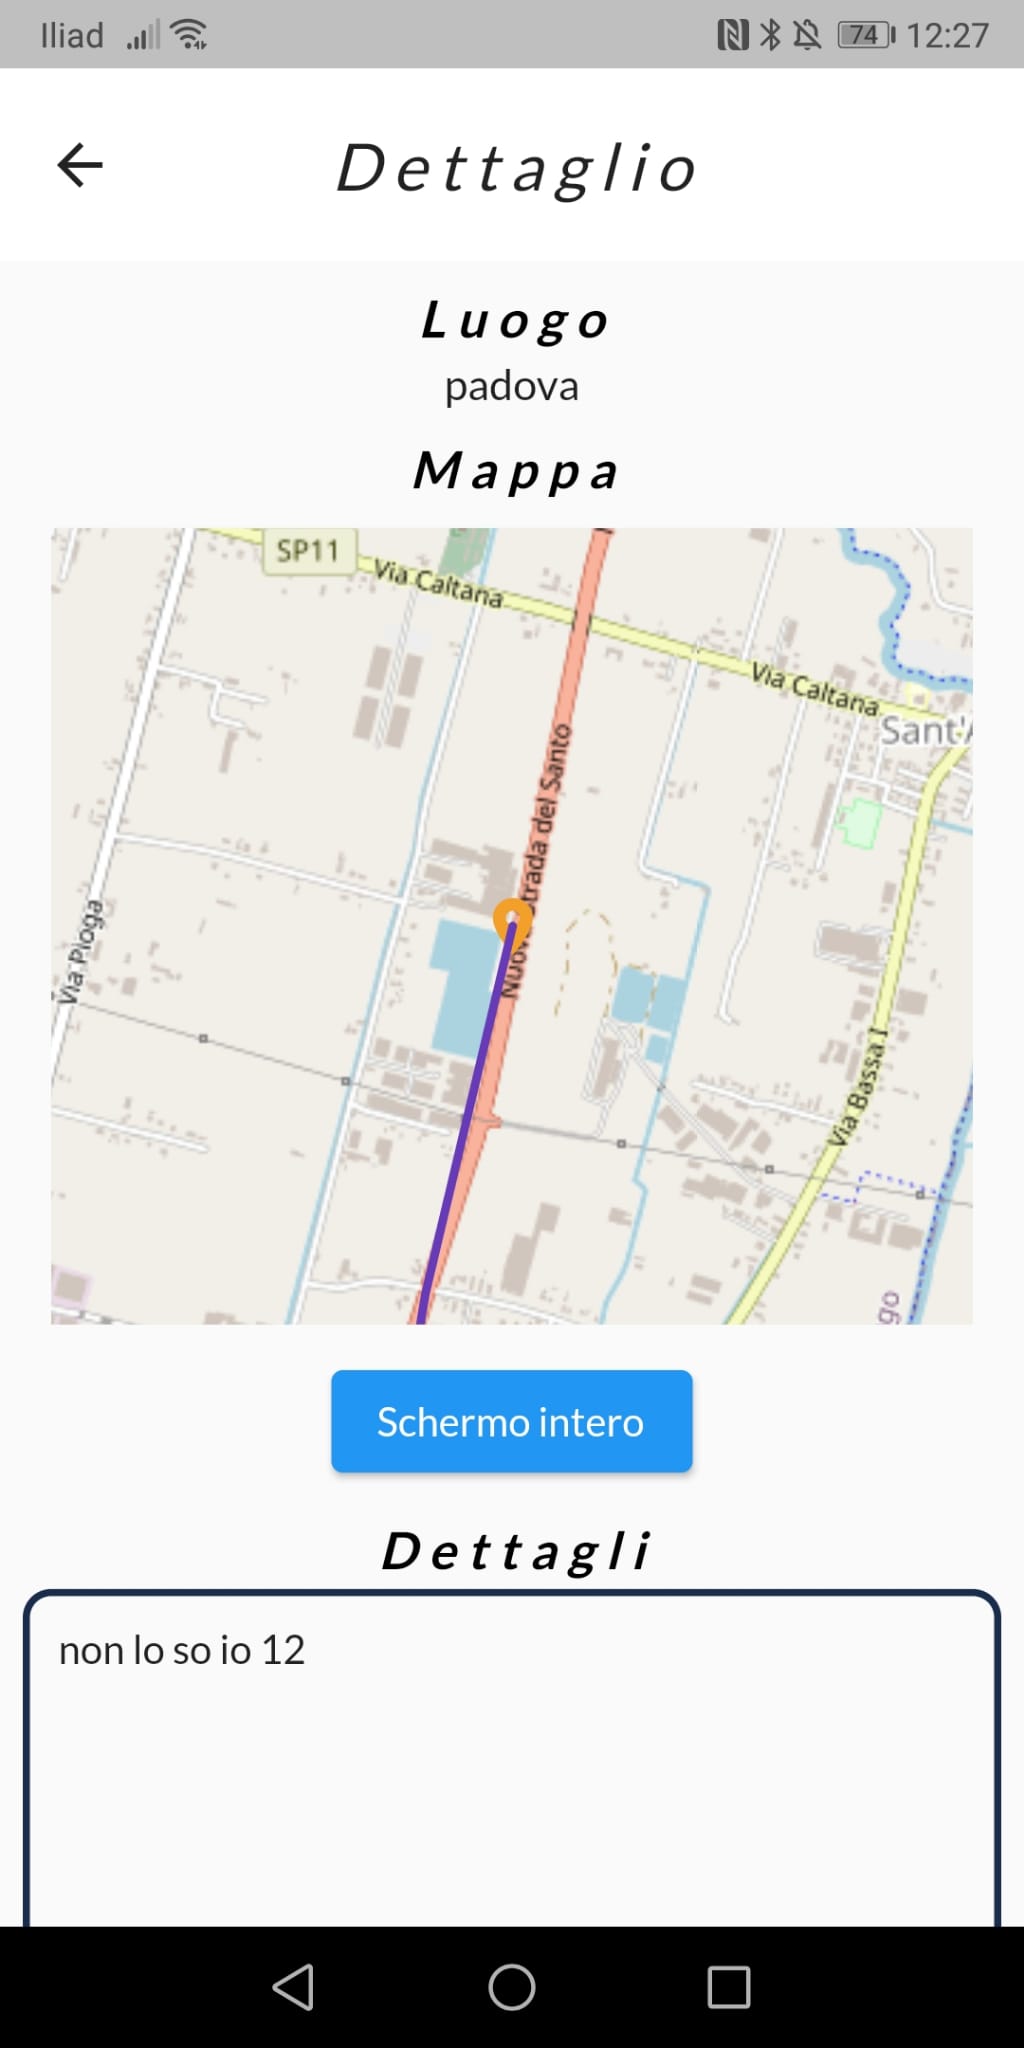 Iliad 74 12:27
Dettaglio
Luogo
padova
Mappa
SP11
Via Caltana
Via Caltana
Sant'A
Nuova Strada del Santo
Via Pioga
Via Bassa I
go
Schermo intero
Dettagli
non lo so io 12